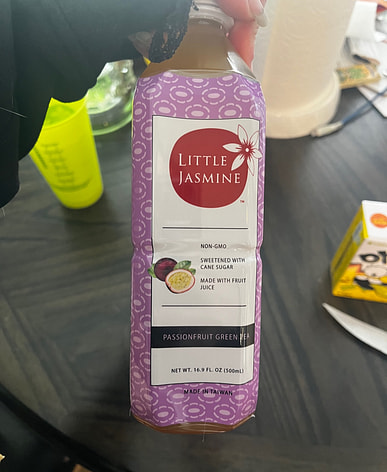 LITTLE
JASMINE
™
NON-GMO
SWEETENED WITH
CANE SUGAR
MADE WITH FRUIT
JUICE
PASSIONFRUIT GREEN TEA
NET WT. 16.9 FL. OZ (500mL)
MADE IN TAIWAN